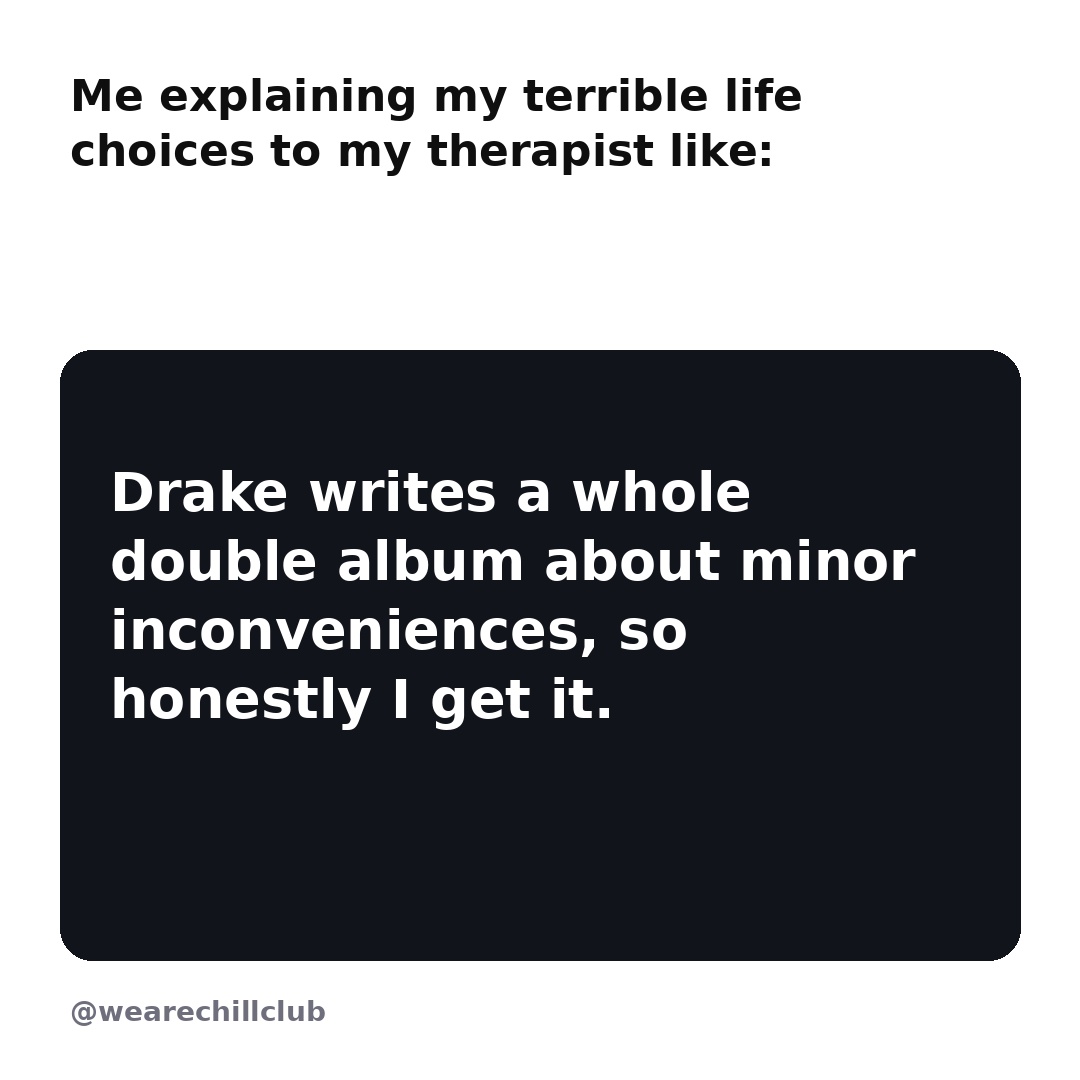 Me explaining my terrible life
choices to my therapist like:
Drake writes a whole
double album about minor
inconveniences, so
honestly I get it.
@wearechillclub